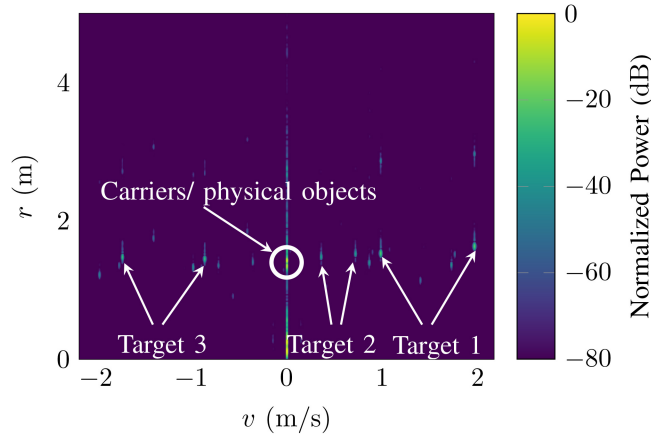 0
4
−20
r (m)
−40
Carriers/ physical objects
2
−60
Target 3 Target 2 Target 1
0
−80
−2 −1 0 1 2
v (m/s)
Normalized Power (dB)